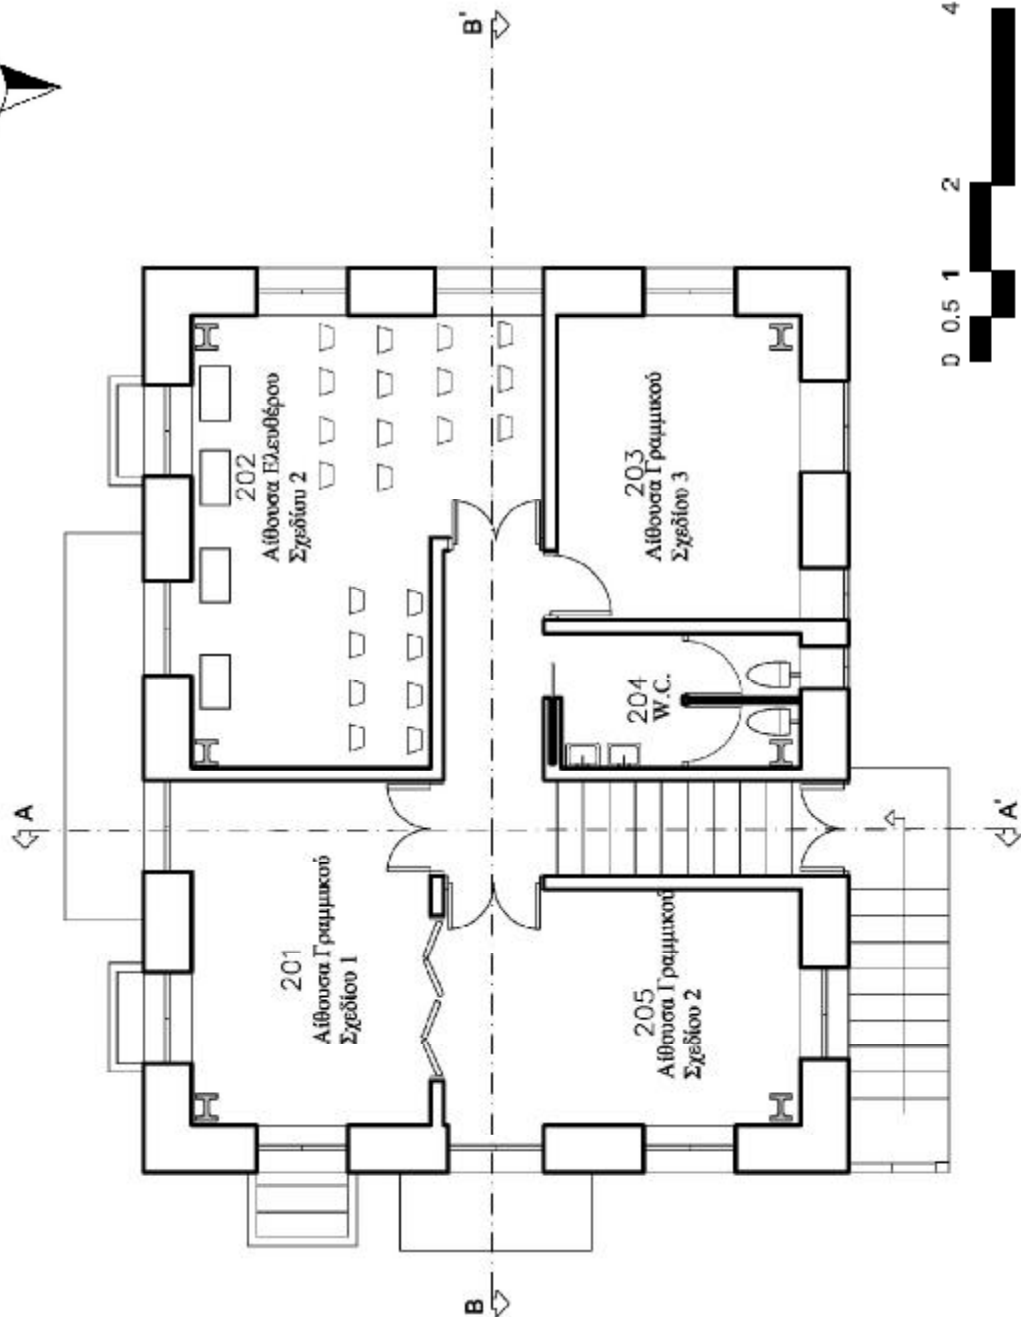 B'
4
2
1
0.5
0
202
Αίθουσα Ελευθέρου
Σχεδίου 2
203
Αίθουσα Γραμμικού
Σχεδίου 3
204
W.C.
A
A'
201
Αίθουσα Γραμμικού
Σχεδίου 1
205
Αίθουσα Γραμμικού
Σχεδίου 2
B